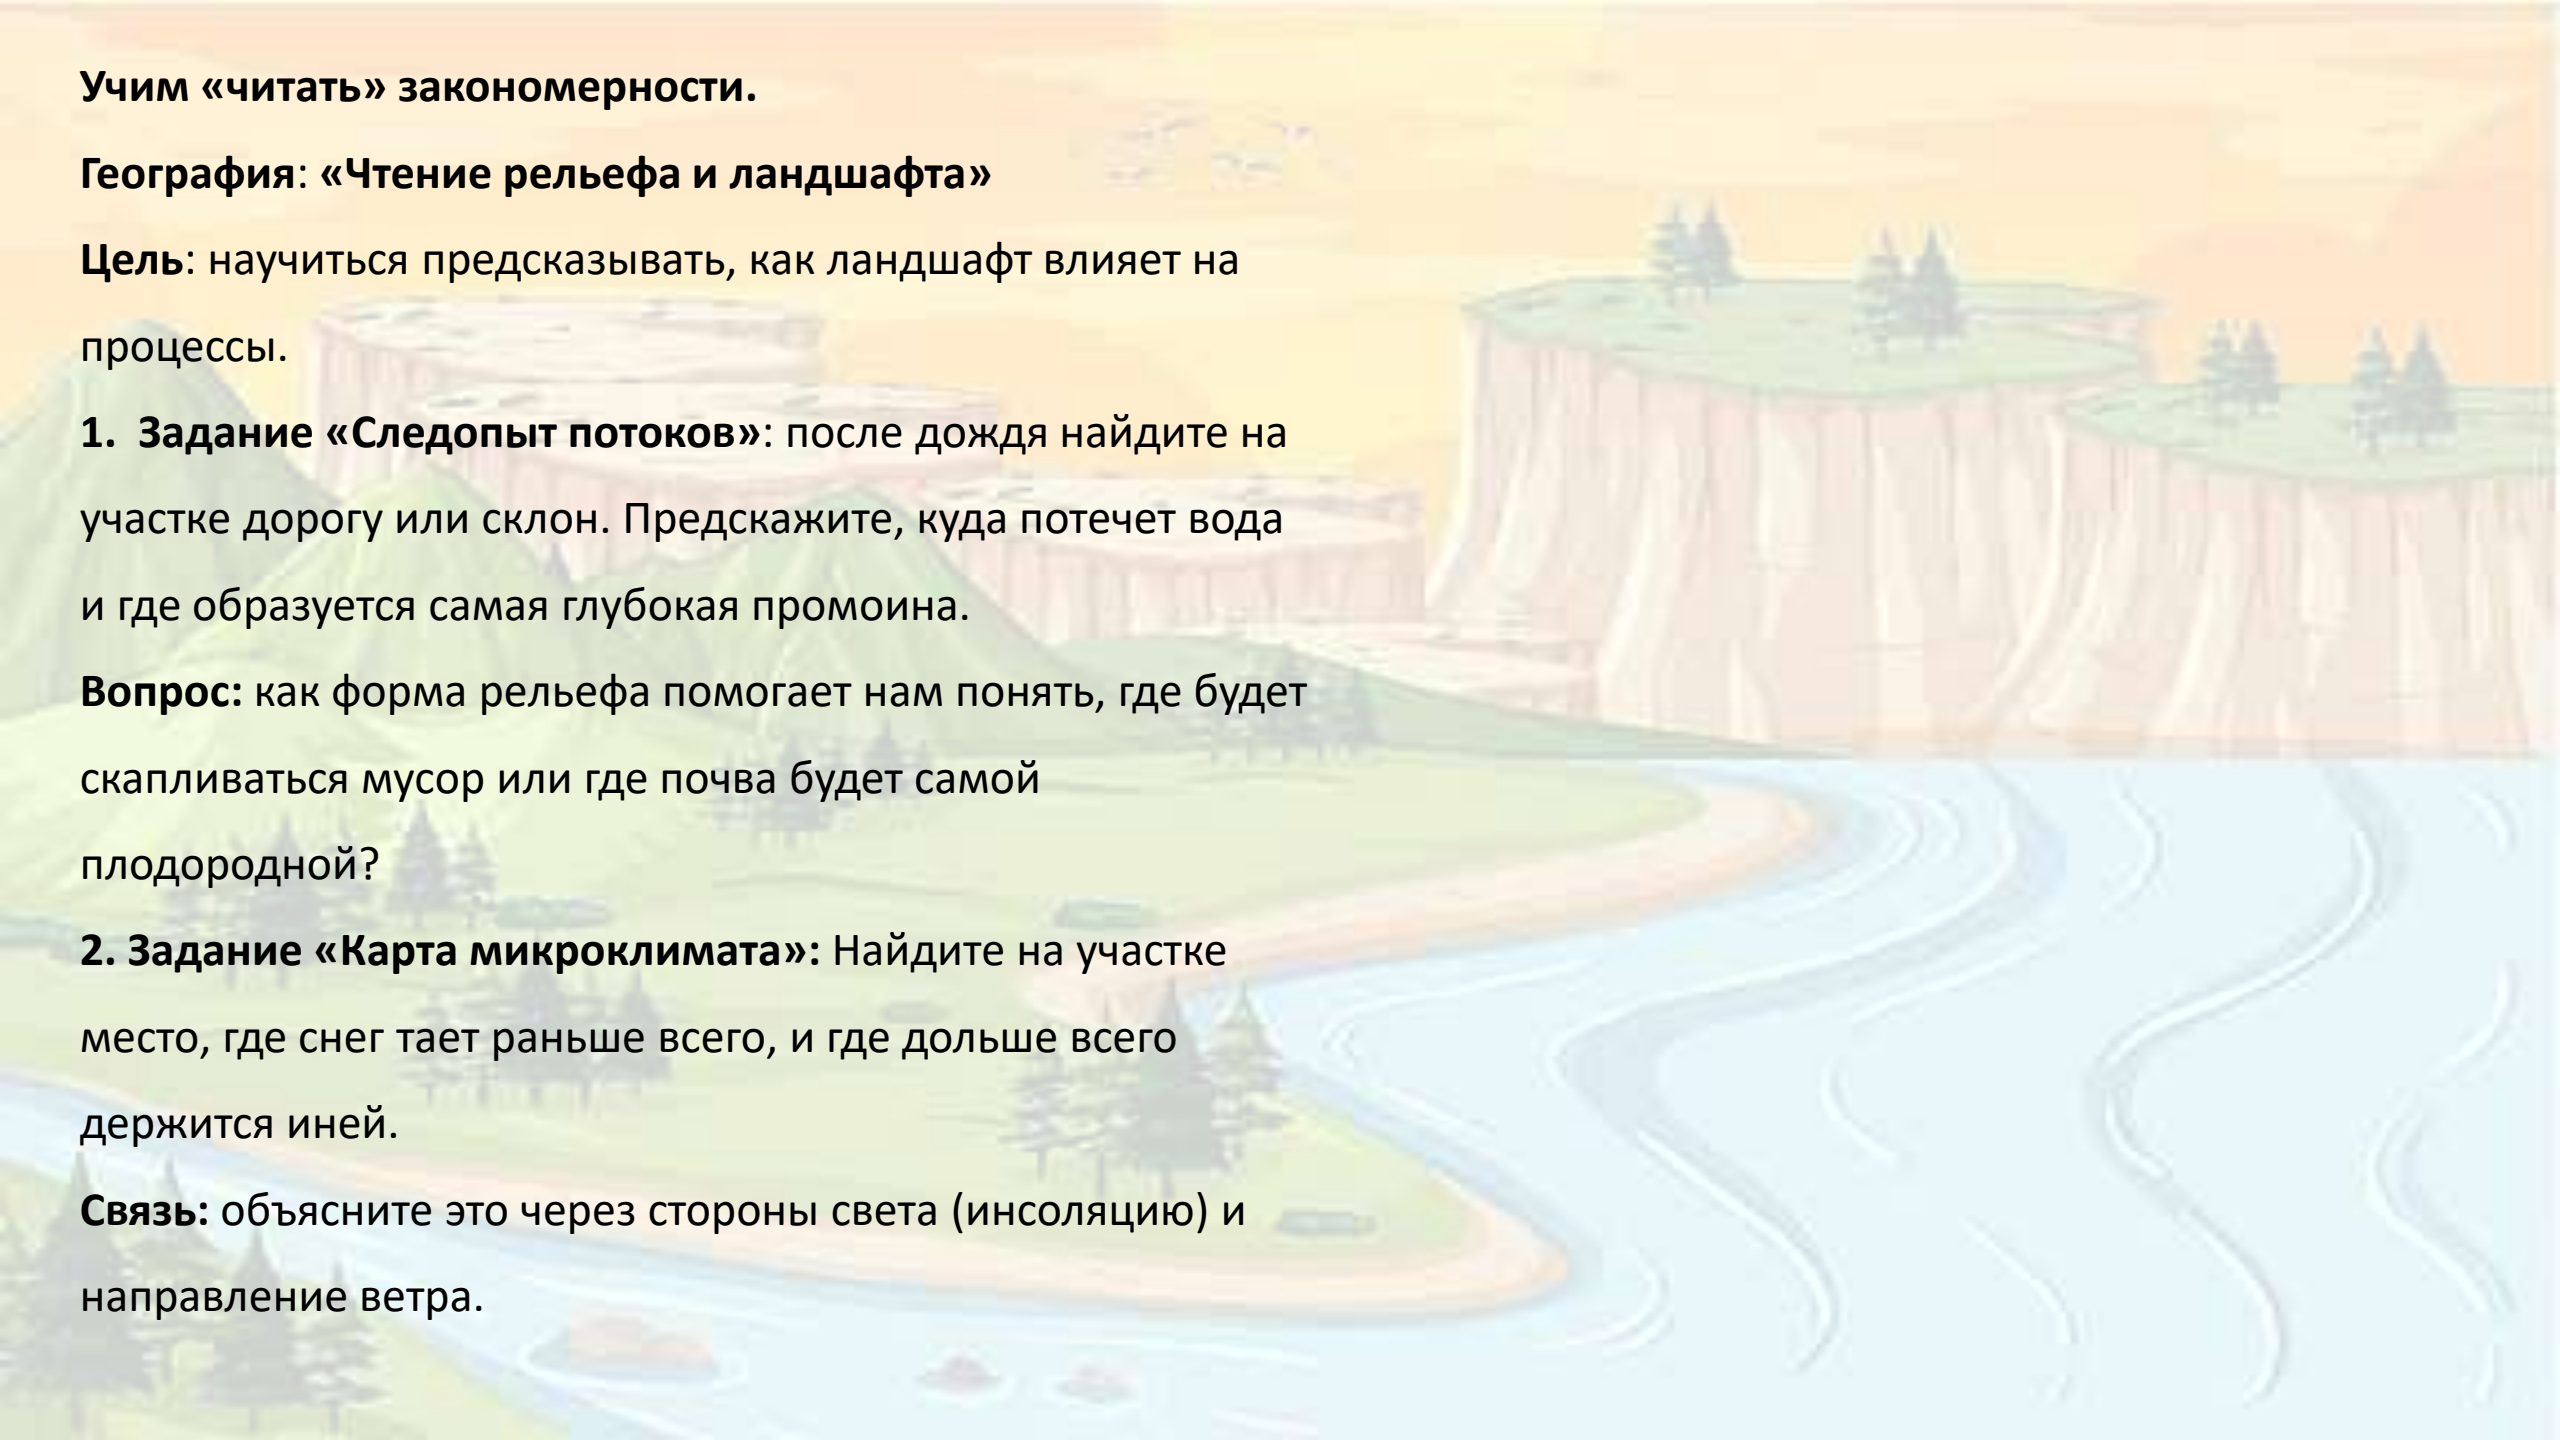 Учим «читать» закономерности.
География: «Чтение рельефа и ландшафта»
Цель: научиться предсказывать, как ландшафт влияет на
процессы.
1. Задание «Следопыт потоков»: после дождя найдите на
участке дорогу или склон. Предскажите, куда потечет вода
и где образуется самая глубокая промоина.
Вопрос: как форма рельефа помогает нам понять, где будет
скапливаться мусор или где почва будет самой
плодородной?
2. Задание «Карта микроклимата»: Найдите на участке
место, где снег тает раньше всего, и где дольше всего
держится иней.
Связь: объясните это через стороны света (инсоляцию) и
направление ветра.